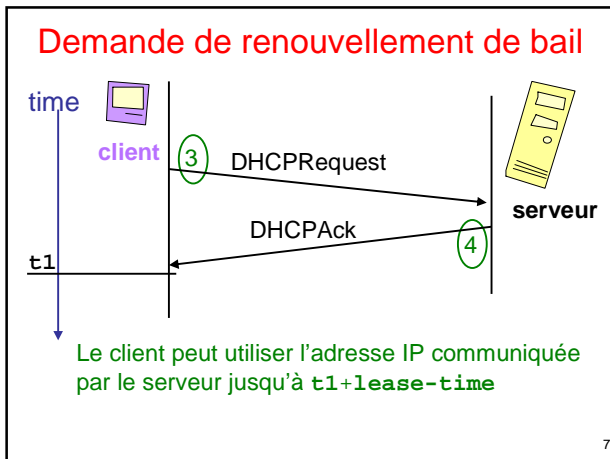 Demande de renouvellement de bail
time
client
3
DHCPRequest
serveur
DHCPAck
4
t1
Le client peut utiliser l'adresse IP communiquée
par le serveur jusqu'à t1+lease-time
7